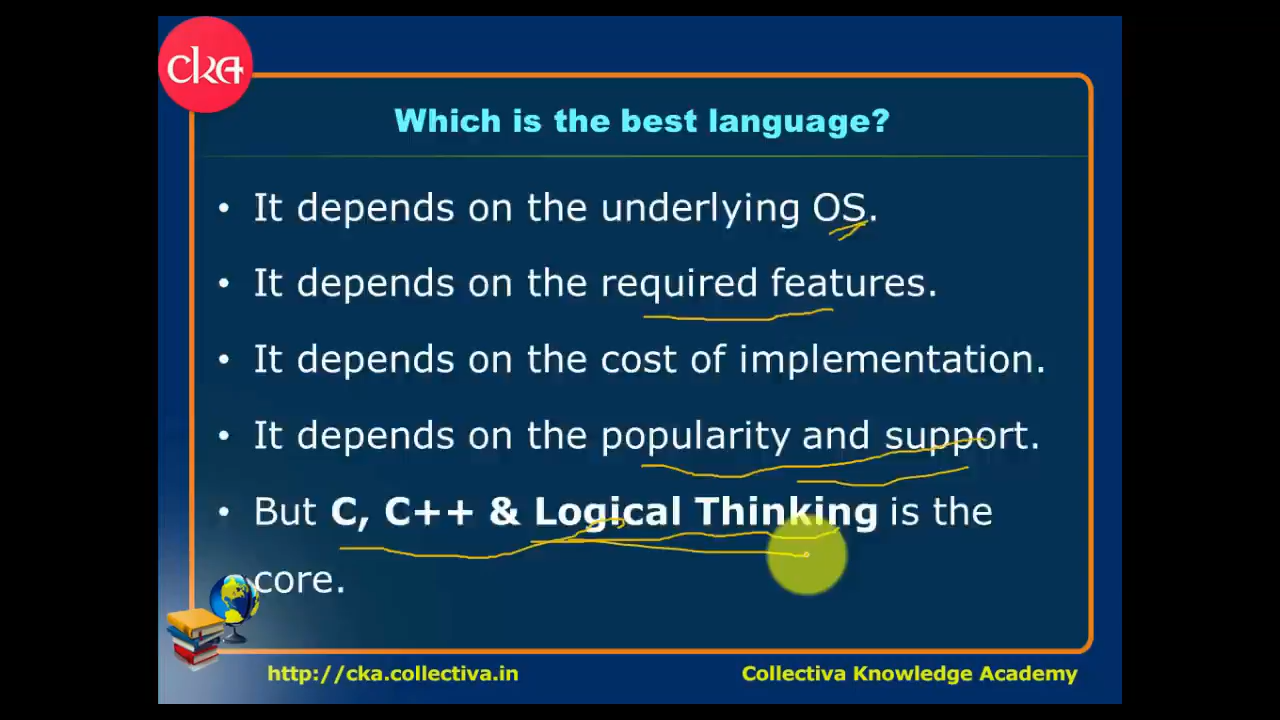 cka
Which is the best language?
• It depends on the underlying OS.
• It depends on the required features.
• It depends on the cost of implementation.
• It depends on the popularity and support.
• But C, C++ & Logical Thinking is the
core.
http://cka.collectiva.in
Collectiva Knowledge Academy